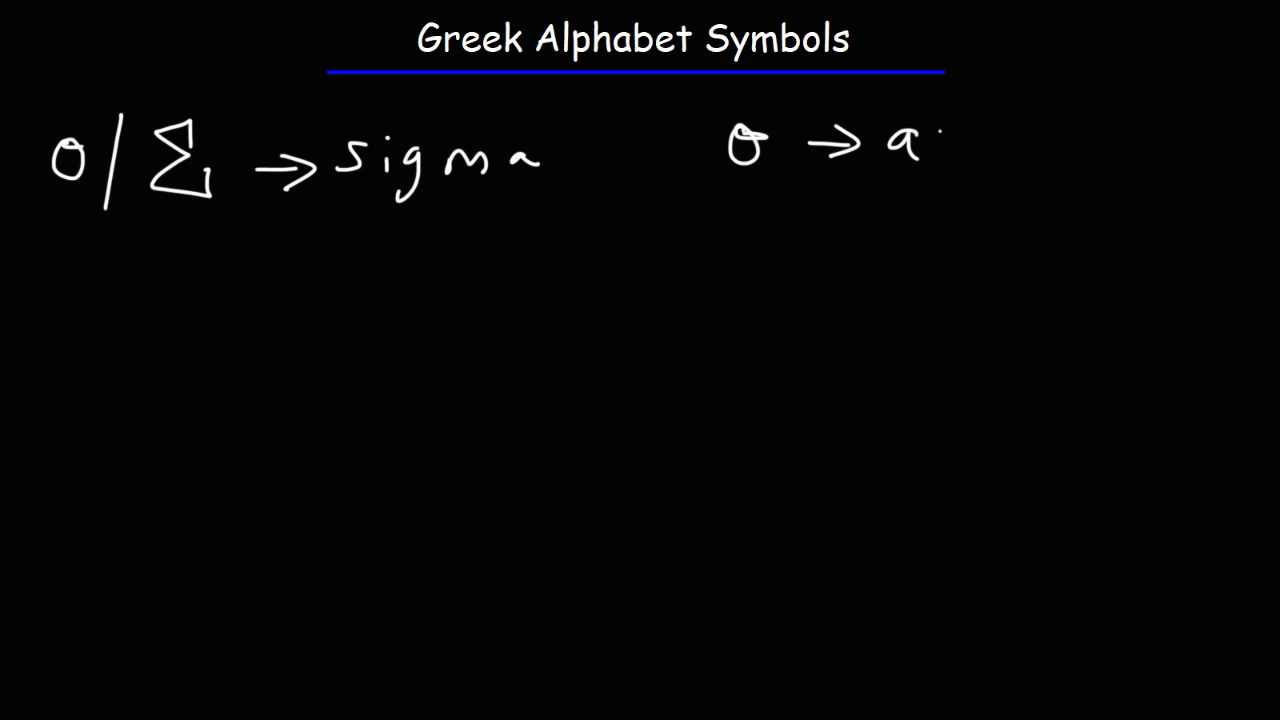 Greek Alphabet Symbols
σ / Σ → sigma
σ → a